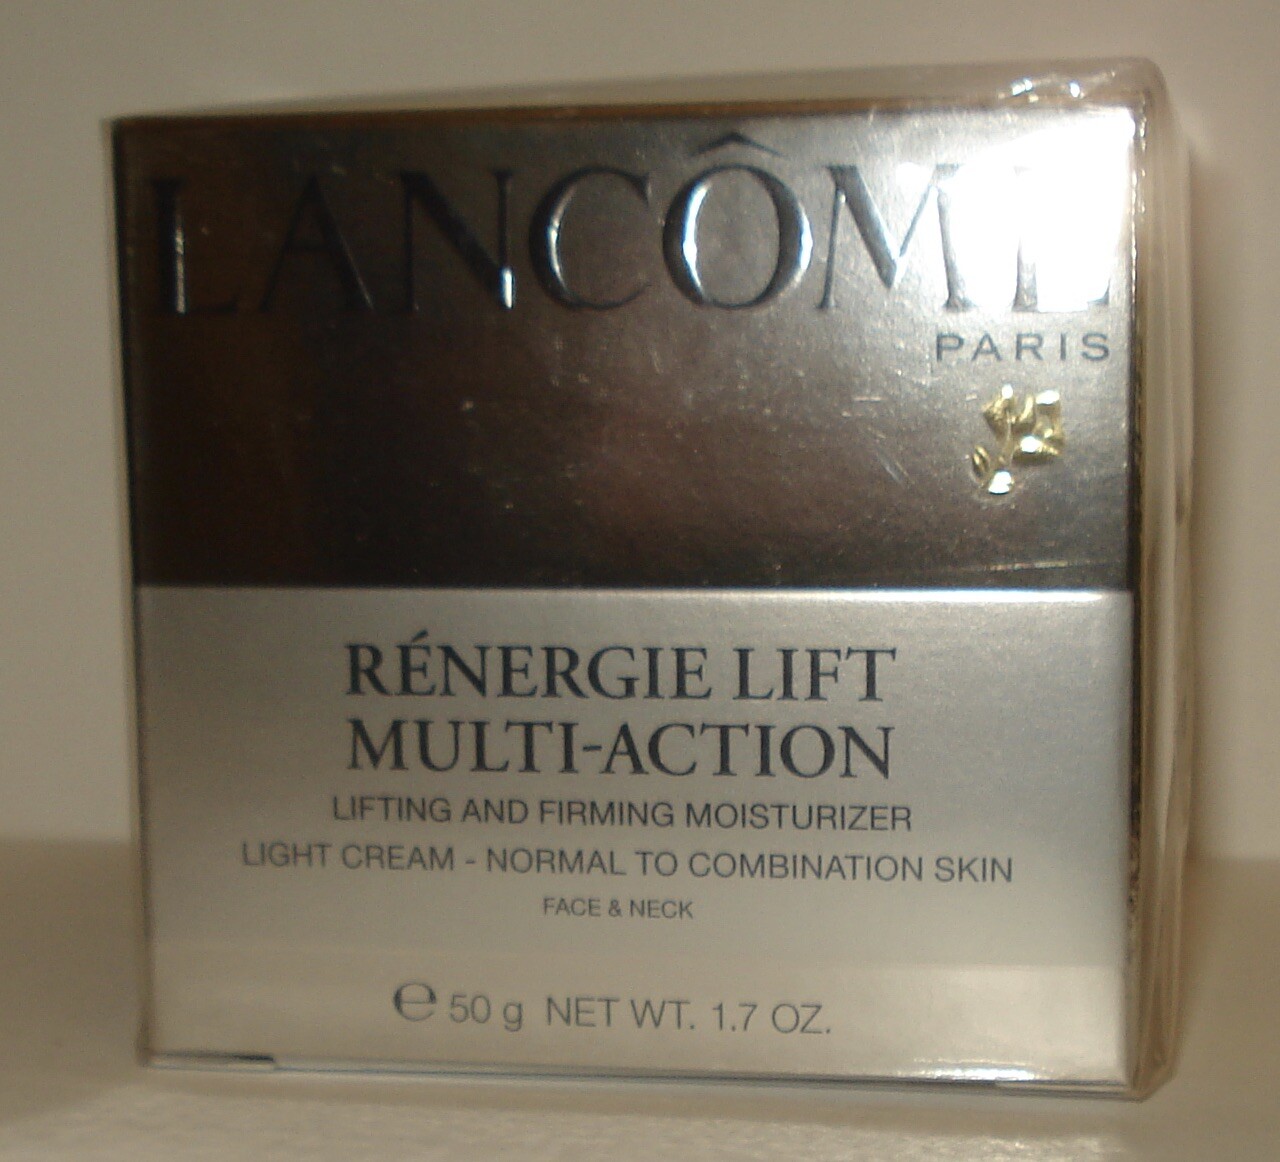 LANCÔME
PARIS
RÉNERGIE LIFT
MULTI-ACTION
LIFTING AND FIRMING MOISTURIZER
LIGHT CREAM - NORMAL TO COMBINATION SKIN
FACE & NECK
℮ 50 g NET WT. 1.7 OZ.